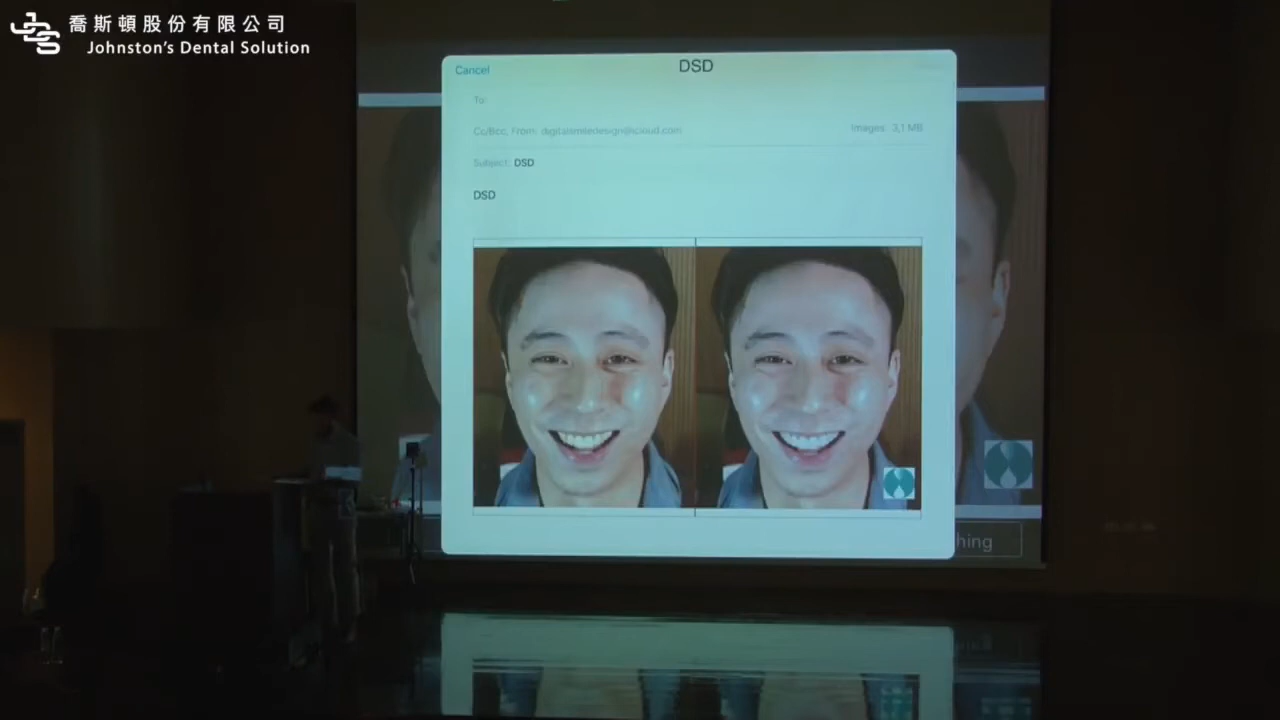 喬斯頓股份有限公司
Johnston's Dental Solution
DSD
Cancel
To:
Cc/Bcc, From: digitalsmiledesign@icloud.com
Images: 3,1 MB
Subject: DSD
DSD
hing